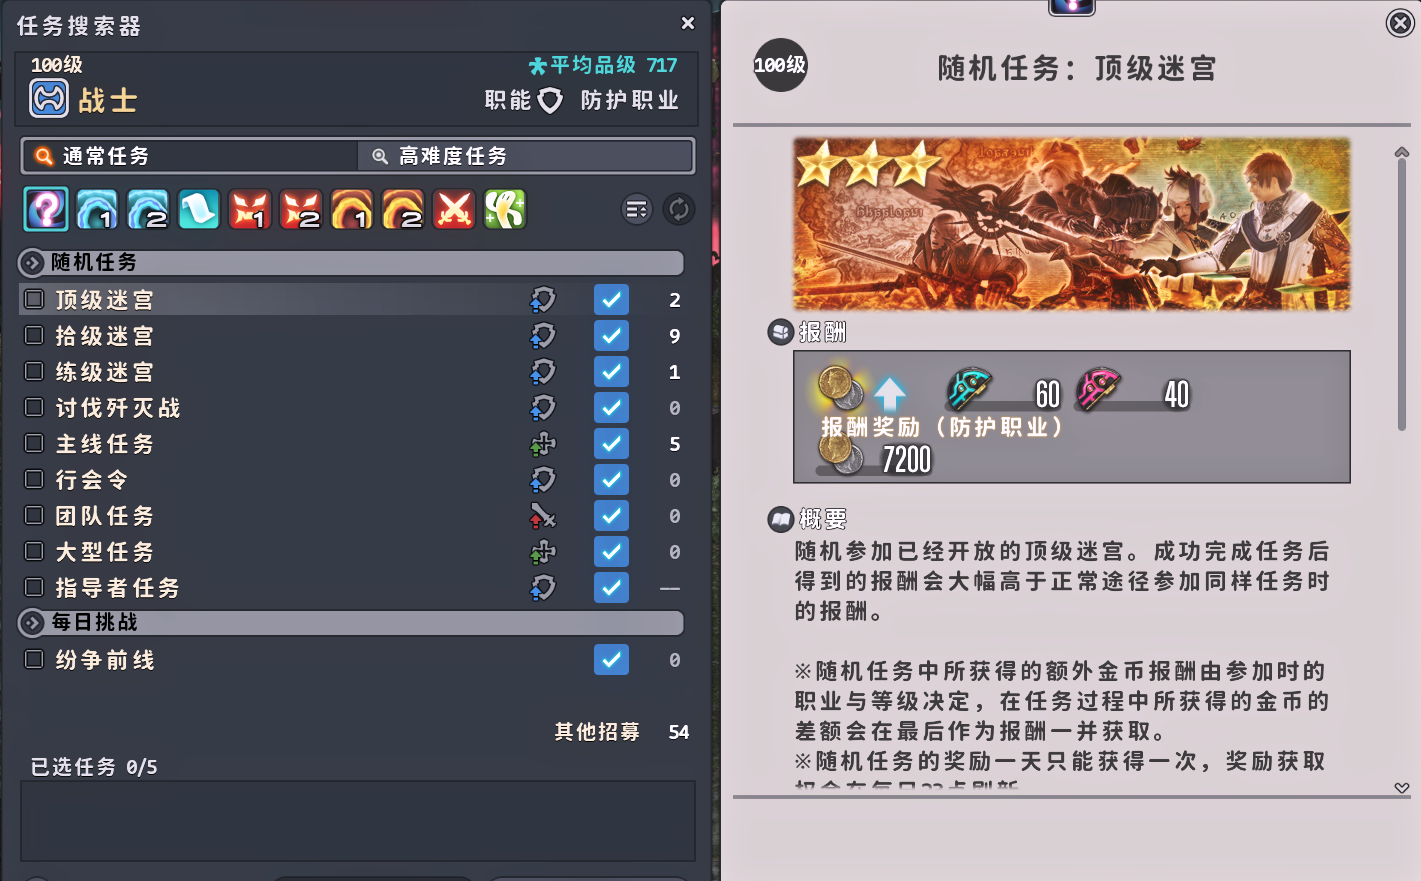 任务搜索器
100级
平均品级 717
战士
职能 防护职业
通常任务
高难度任务
1
2
1
2
1
2
随机任务
顶级迷宫 2
拾级迷宫 9
练级迷宫 1
讨伐歼灭战 0
主线任务 5
行会令 0
团队任务 0
大型任务 0
指导者任务 ——
每日挑战
纷争前线 0
其他招募 54
已选任务 0/5
100级
随机任务：顶级迷宫
报酬
60
40
报酬奖励（防护职业）
7200
概要
随机参加已经开放的顶级迷宫。成功完成任务后
得到的报酬会大幅高于正常途径参加同样任务时
的报酬。
※随机任务中所获得的额外金币报酬由参加时的
职业与等级决定，在任务过程中所获得的金币的
差额会在最后作为报酬一并获取。
※随机任务的奖励一天只能获得一次，奖励获取